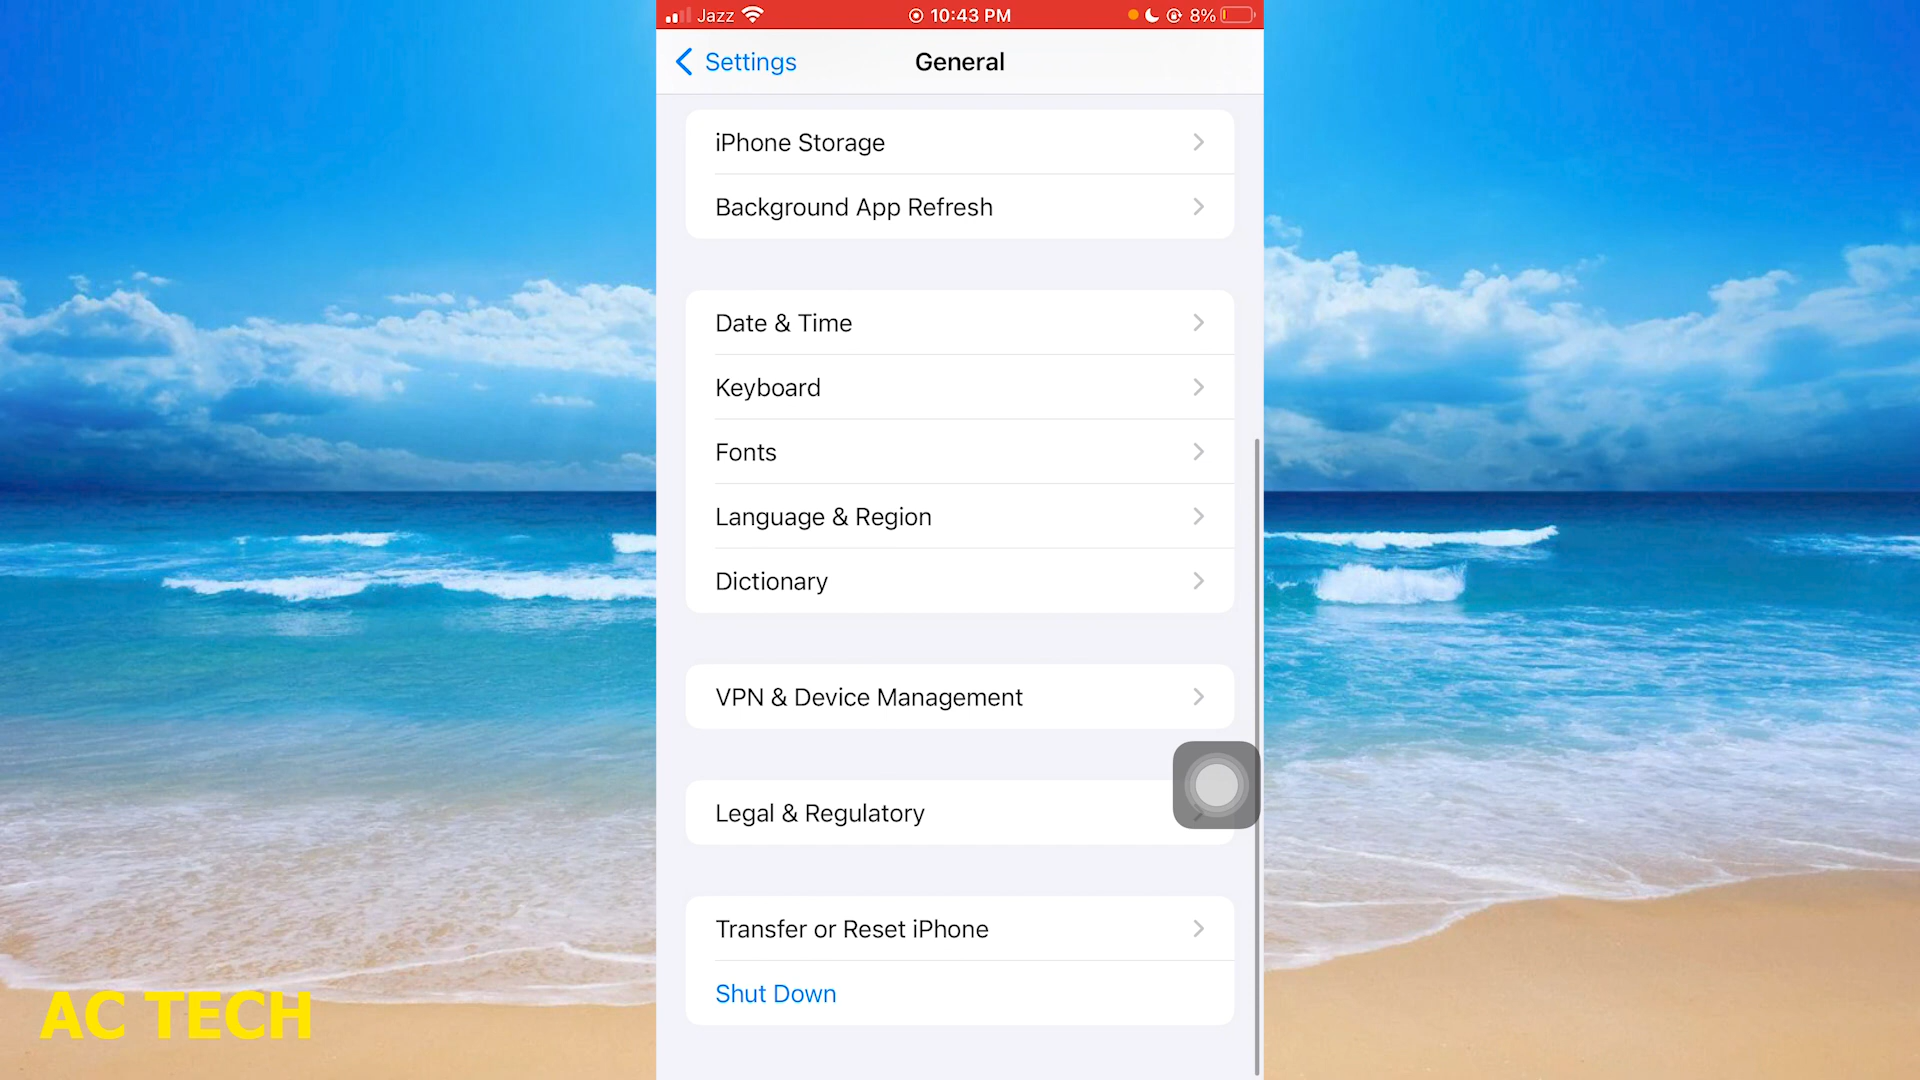 Jazz 10:43 PM 8%
Settings General
iPhone Storage
Background App Refresh
Date & Time
Keyboard
Fonts
Language & Region
Dictionary
VPN & Device Management
Legal & Regulatory
Transfer or Reset iPhone
Shut Down
AC TECH